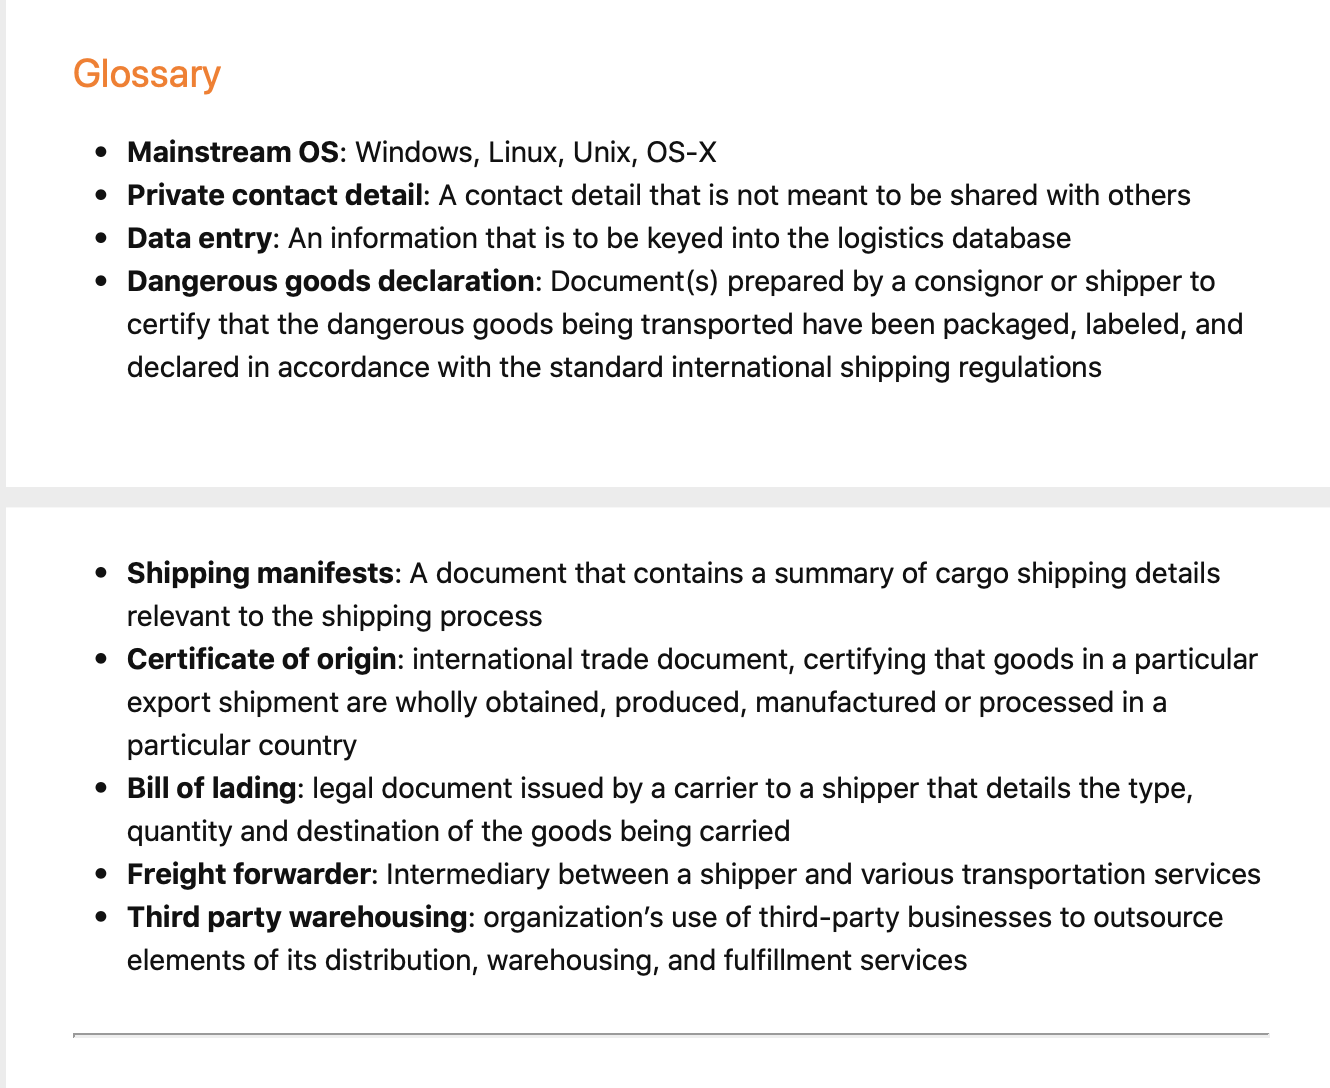 Glossary
Mainstream OS: Windows, Linux, Unix, OS-X
Private contact detail: A contact detail that is not meant to be shared with others
Data entry: An information that is to be keyed into the logistics database
Dangerous goods declaration: Document(s) prepared by a consignor or shipper to
certify that the dangerous goods being transported have been packaged, labeled, and
declared in accordance with the standard international shipping regulations
Shipping manifests: A document that contains a summary of cargo shipping details
relevant to the shipping process
Certificate of origin: international trade document, certifying that goods in a particular
export shipment are wholly obtained, produced, manufactured or processed in a
particular country
Bill of lading: legal document issued by a carrier to a shipper that details the type,
quantity and destination of the goods being carried
Freight forwarder: Intermediary between a shipper and various transportation services
Third party warehousing: organization’s use of third-party businesses to outsource
elements of its distribution, warehousing, and fulfillment services